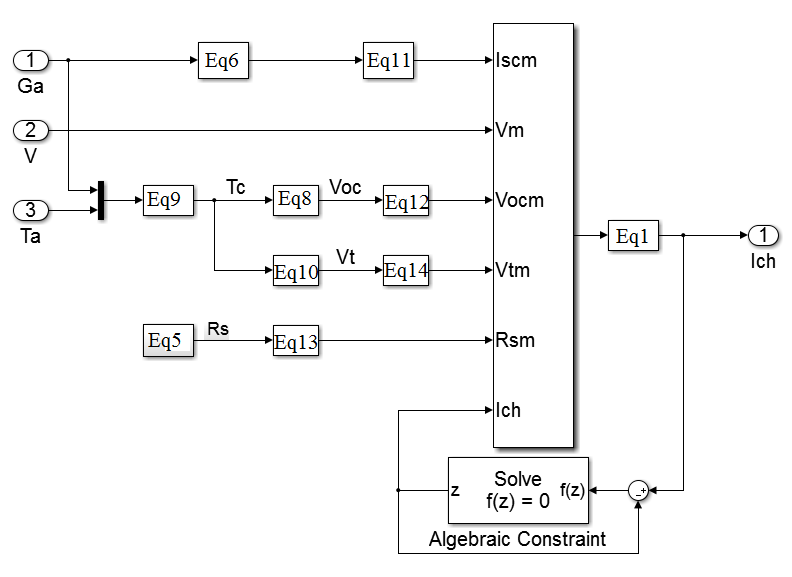 1
Ga
Eq6
Eq11
Iscm
2
V
Vm
3
Ta
Eq9
Tc
Eq8
Voc
Eq12
Vocm
Eq10
Vt
Eq14
Vtm
Eq5
Rs
Eq13
Rsm
Ich
Eq1
1
Ich
z
Solve
f(z) = 0
f(z)
-+
Algebraic Constraint